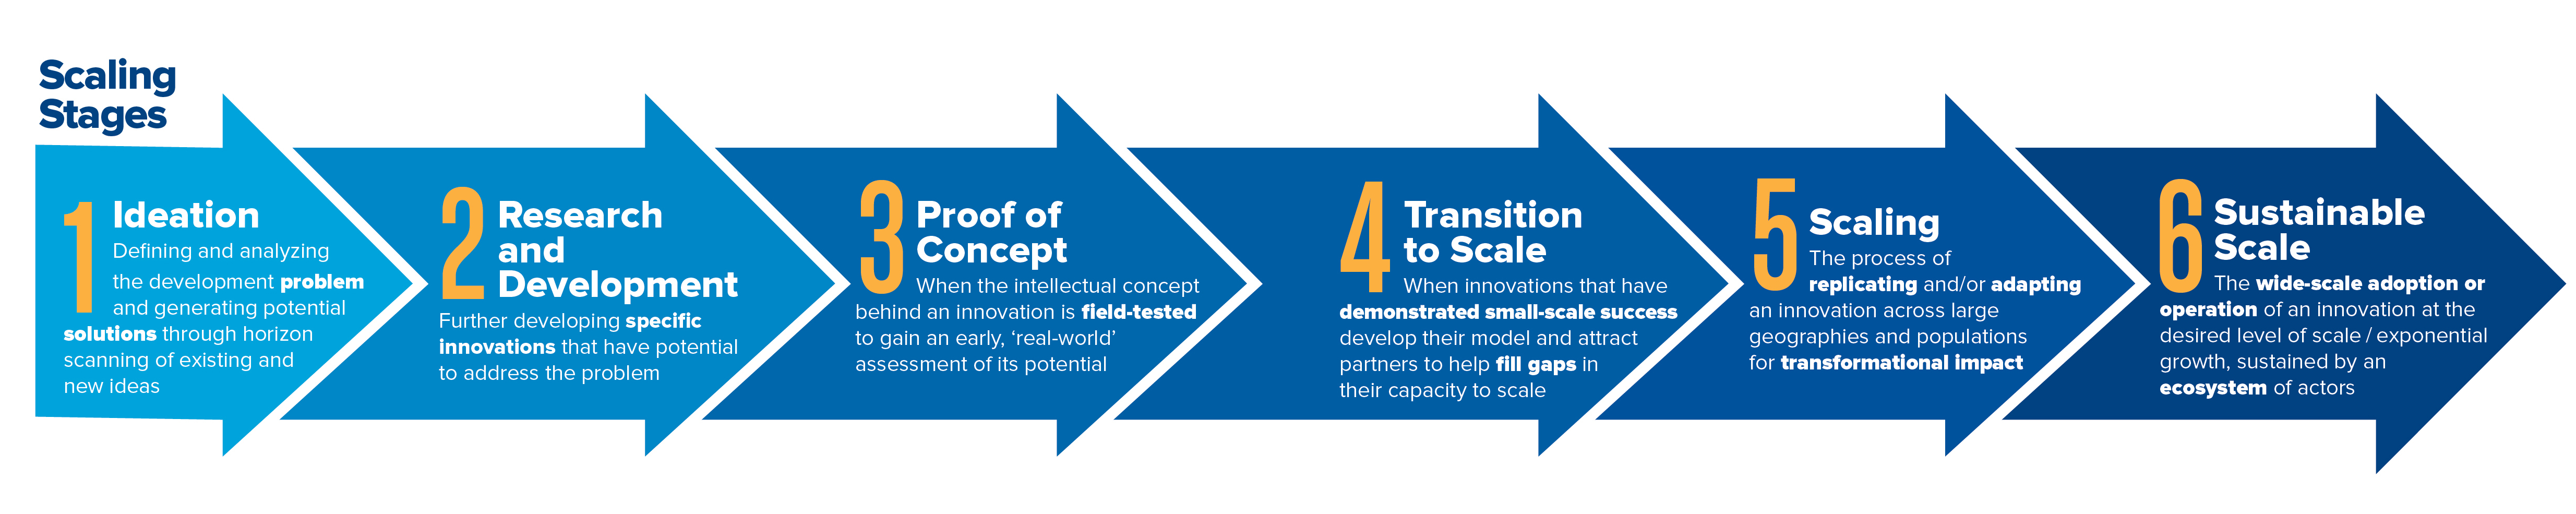 Scaling
Stages
1
Ideation
Defining and analyzing
the development problem
and generating potential
solutions through horizon
scanning of existing and
new ideas
2
Research
and
Development
Further developing specific
innovations that have potential
to address the problem
3
Proof of
Concept
When the intellectual concept
behind an innovation is field-tested
to gain an early, ‘real-world’
assessment of its potential
4
Transition
to Scale
When innovations that have
demonstrated small-scale success
develop their model and attract
partners to help fill gaps in
their capacity to scale
5
Scaling
The process of
replicating and/or adapting
an innovation across large
geographies and populations
for transformational impact
6
Sustainable
Scale
The wide-scale adoption or
operation of an innovation at the
desired level of scale / exponential
growth, sustained by an
ecosystem of actors